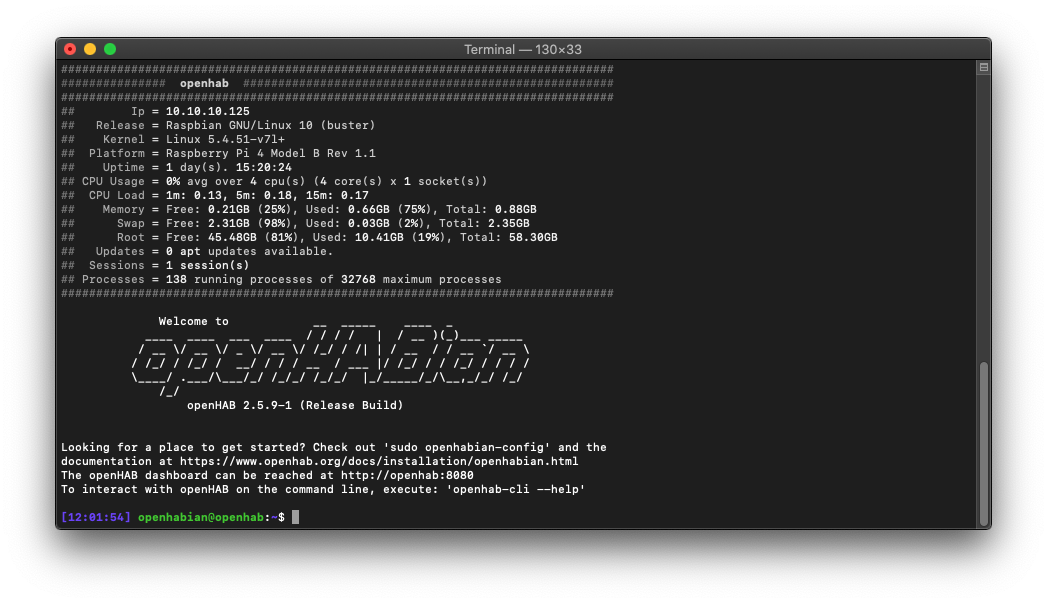 Terminal — 130×33
###############################################################################
###############  openhab  #####################################################
###############################################################################
##        Ip = 10.10.10.125
##   Release = Raspbian GNU/Linux 10 (buster)
##    Kernel = Linux 5.4.51-v7l+
##  Platform = Raspberry Pi 4 Model B Rev 1.1
##    Uptime = 1 day(s). 15:20:24
## CPU Usage = 0% avg over 4 cpu(s) (4 core(s) x 1 socket(s))
##  CPU Load = 1m: 0.13, 5m: 0.18, 15m: 0.17
##    Memory = Free: 0.21GB (25%), Used: 0.66GB (75%), Total: 0.88GB
##      Swap = Free: 2.31GB (98%), Used: 0.03GB (2%), Total: 2.35GB
##      Root = Free: 45.48GB (81%), Used: 10.41GB (19%), Total: 58.30GB
##   Updates = 0 apt updates available.
##  Sessions = 1 session(s)
## Processes = 138 running processes of 32768 maximum processes
###############################################################################
Welcome to
openHABian
openHAB 2.5.9-1 (Release Build)
Looking for a place to get started? Check out 'sudo openhabian-config' and the
documentation at https://www.openhab.org/docs/installation/openhabian.html
The openHAB dashboard can be reached at http://openhab:8080
To interact with openHAB on the command line, execute: 'openhab-cli --help'
[12:01:54] openhabian@openhab:~$